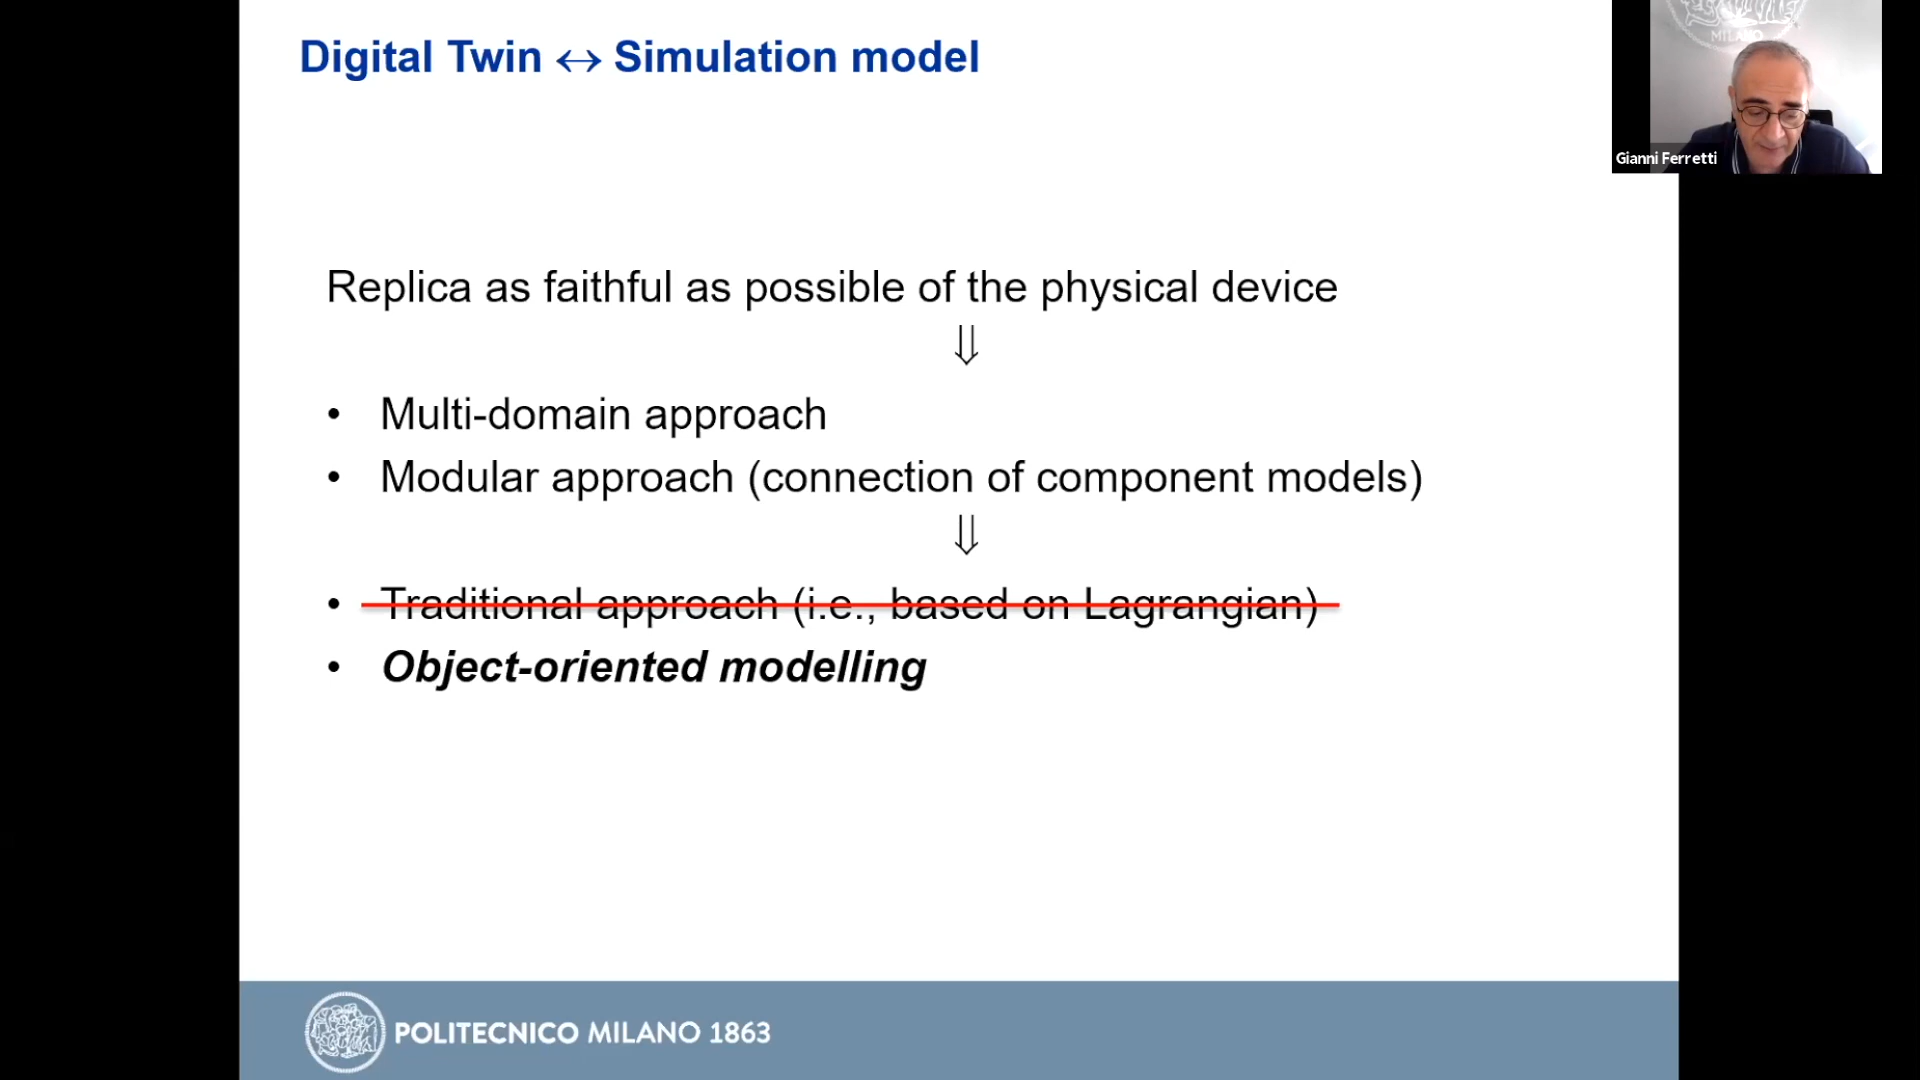 Digital Twin ↔ Simulation model
MILANO
Gianni Ferretti
Replica as faithful as possible of the physical device
⇓
• Multi-domain approach
• Modular approach (connection of component models)
⇓
• Traditional approach (i.e., based on Lagrangian)
• Object-oriented modelling
POLITECNICO MILANO 1863